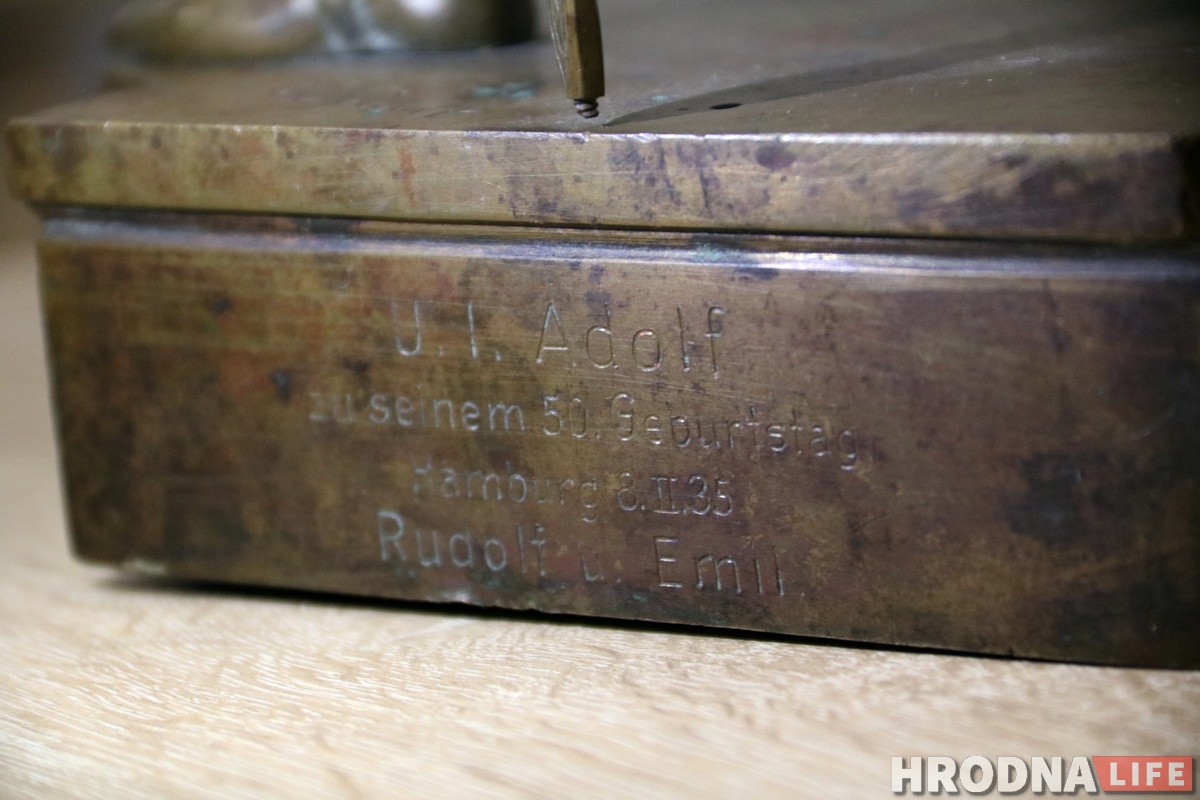 U. I. Adolf
zu seinem 50. Geburtstag
Hamburg 8.II.35
Rudolf u. Emil.
HRODNA LIFE